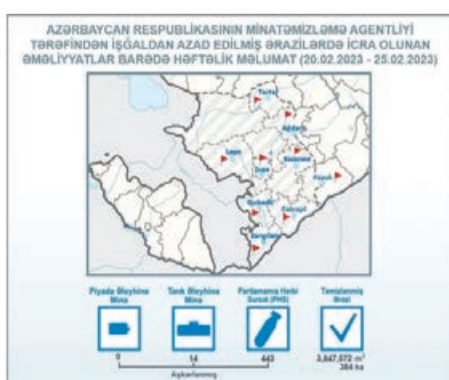 AZƏRBAYCAN RESPUBLİKASININ MİNATƏMİZLƏMƏ AGENTLİYİ
TƏRƏFİNDƏN İŞĞALDAN AZAD EDİLMİŞ ƏRAZİLƏRDƏ İCRA OLUNAN
ƏMƏLİYYATLAR BARƏDƏ HƏFTƏLİK MƏLUMAT (20.02.2023 - 25.02.2023)
Tərtər
Ağdərə
Laçın
Xocavənd
Şuşa
Füzuli
Qubadlı
Cəbrayıl
Zəngilan
Piyada Əleyhinə Mina
Tank Əleyhinə Mina
Partlamamış Hərbi Sursat (PHS)
Təmizlənmiş Ərazi
0
14
443
3,847,072 m²
384 ha
Aşkarlanmış